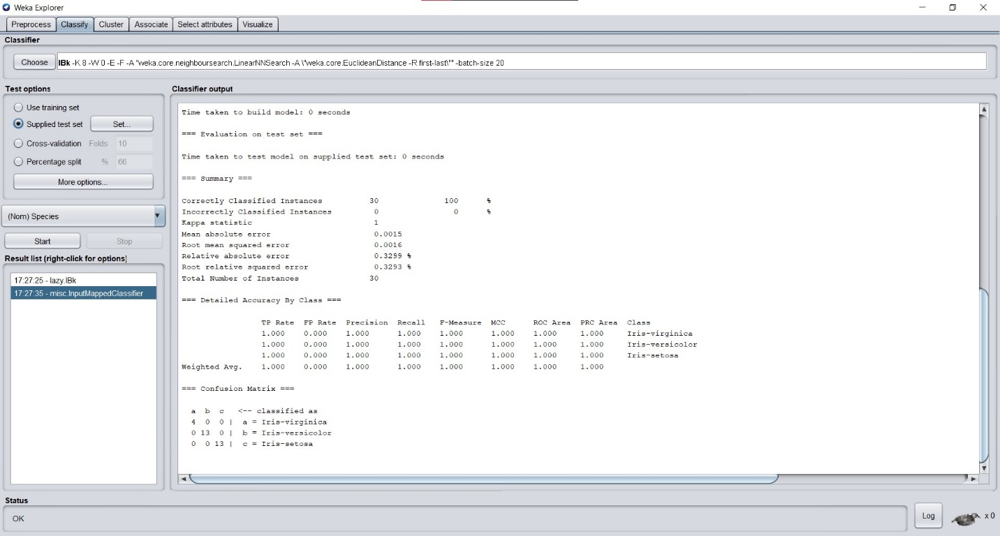 Weka Explorer
Preprocess Classify Cluster Associate Select attributes Visualize
Classifier
Choose IBk -K 8 -W 0 -E -F -A "weka.core.neighboursearch.LinearNNSearch -A \"weka.core.EuclideanDistance -R first-last\"" -batch-size 20
Test options
Use training set
Supplied test set Set...
Cross-validation Folds 10
Percentage split % 66
More options...
(Nom) Species
Start Stop
Result list (right-click for options)
17:27:25 - lazy.IBk
17:27:35 - misc.InputMappedClassifier
Classifier output
Time taken to build model: 0 seconds
=== Evaluation on test set ===
Time taken to test model on supplied test set: 0 seconds
=== Summary ===
Correctly Classified Instances 30 100 %
Incorrectly Classified Instances 0 0 %
Kappa statistic 1
Mean absolute error 0.0015
Root mean squared error 0.0016
Relative absolute error 0.3299 %
Root relative squared error 0.3293 %
Total Number of Instances 30
=== Detailed Accuracy By Class ===
TP Rate FP Rate Precision Recall F-Measure MCC ROC Area PRC Area Class
1.000 0.000 1.000 1.000 1.000 1.000 1.000 1.000 Iris-virginica
1.000 0.000 1.000 1.000 1.000 1.000 1.000 1.000 Iris-versicolor
1.000 0.000 1.000 1.000 1.000 1.000 1.000 1.000 Iris-setosa
Weighted Avg. 1.000 0.000 1.000 1.000 1.000 1.000 1.000 1.000
=== Confusion Matrix ===
a b c <-- classified as
4 0 0 | a = Iris-virginica
0 13 0 | b = Iris-versicolor
0 0 13 | c = Iris-setosa
Status
OK
Log x 0